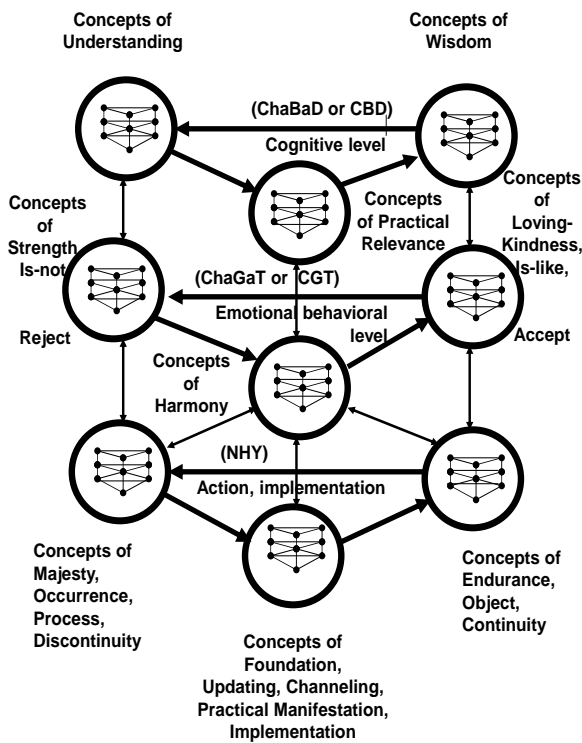 Concepts of
Understanding
Concepts of
Wisdom
(ChaBaD or CBD)
Cognitive level
Concepts
of Practical
Relevance
Concepts
of
Strength
Is-not
Concepts
of
Loving-
Kindness,
Is-like,
(ChaGaT or CGT)
Emotional behavioral
level
Reject
Accept
Concepts
of
Harmony
(NHY)
Action, implementation
Concepts of
Majesty,
Occurrence,
Process,
Discontinuity
Concepts of
Endurance,
Object,
Continuity
Concepts of
Foundation,
Updating, Channeling,
Practical Manifestation,
Implementation